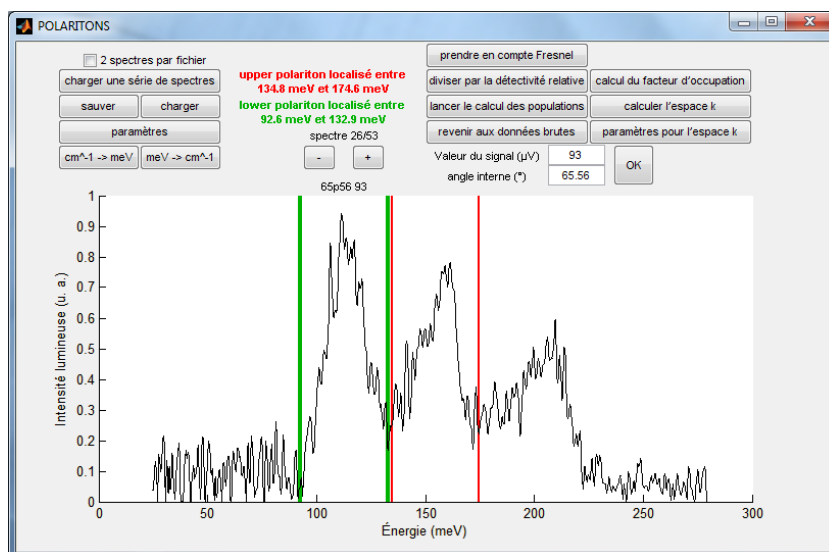 POLARITONS
2 spectres par fichier
charger une série de spectres
sauver
charger
paramètres
cm^-1 -> meV
meV -> cm^-1
upper polariton localisé entre
134.8 meV et 174.6 meV
lower polariton localisé entre
92.6 meV et 132.9 meV
spectre 26/53
-
+
prendre en compte Fresnel
diviser par la détectivité relative
calcul du facteur d'occupation
lancer le calcul des populations
calculer l'espace k
revenir aux données brutes
paramètres pour l'espace k
Valeur du signal (µV)
93
angle interne (°)
65.56
OK
65p56 93
1
0.9
0.8
0.7
0.6
0.5
0.4
0.3
0.2
0.1
0
Intensité lumineuse (u. a.)
0
50
100
150
200
250
300
Énergie (meV)